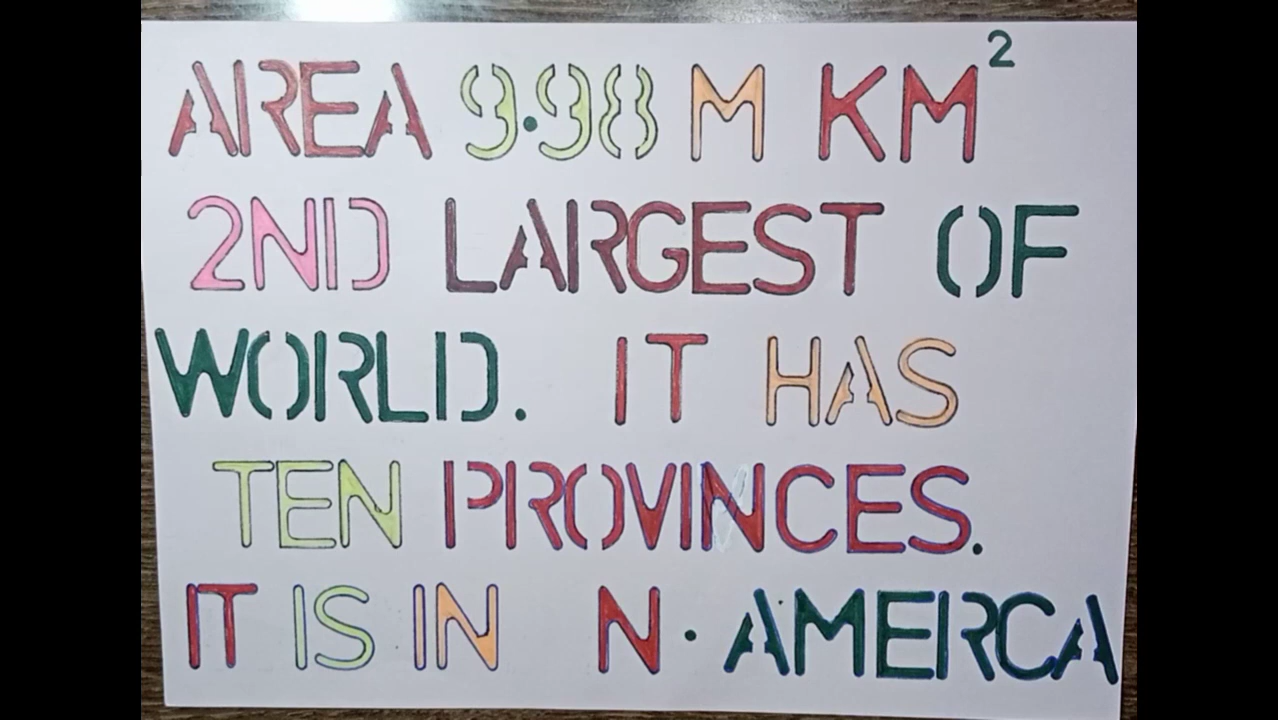 AREA 9.98 M KM²
2ND LARGEST OF
WORLD. IT HAS
TEN PROVINCES.
IT IS IN N. AMERCA